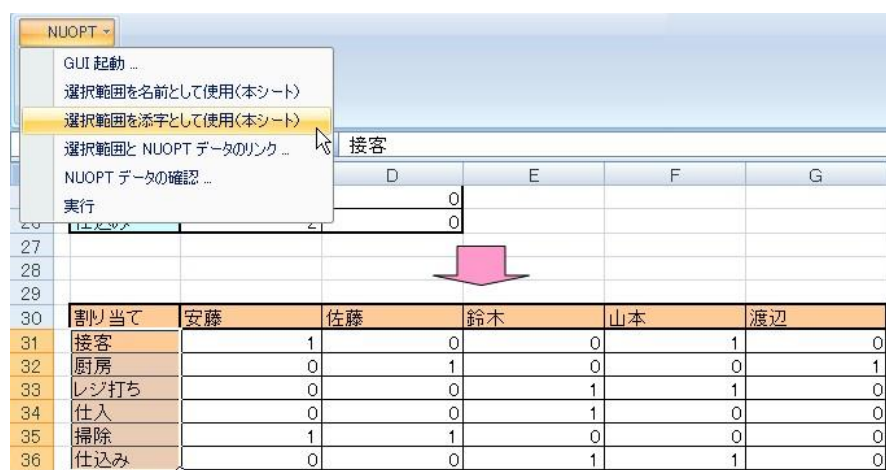 NUOPT
GUI 起動 ...
選択範囲を名前として使用(本シート)
選択範囲を添字として使用(本シート)
選択範囲と NUOPT データのリンク ...
NUOPT データの確認 ...
実行
接客
D E F G
0
26 仕込み 2 0
27
28
29
30 割り当て 安藤 佐藤 鈴木 山本 渡辺
31 接客 1 0 0 1 0
32 厨房 0 1 0 0 1
33 レジ打ち 0 0 1 1 0
34 仕入 0 0 1 0 0
35 掃除 1 1 0 0 0
36 仕込み 0 0 1 1 0